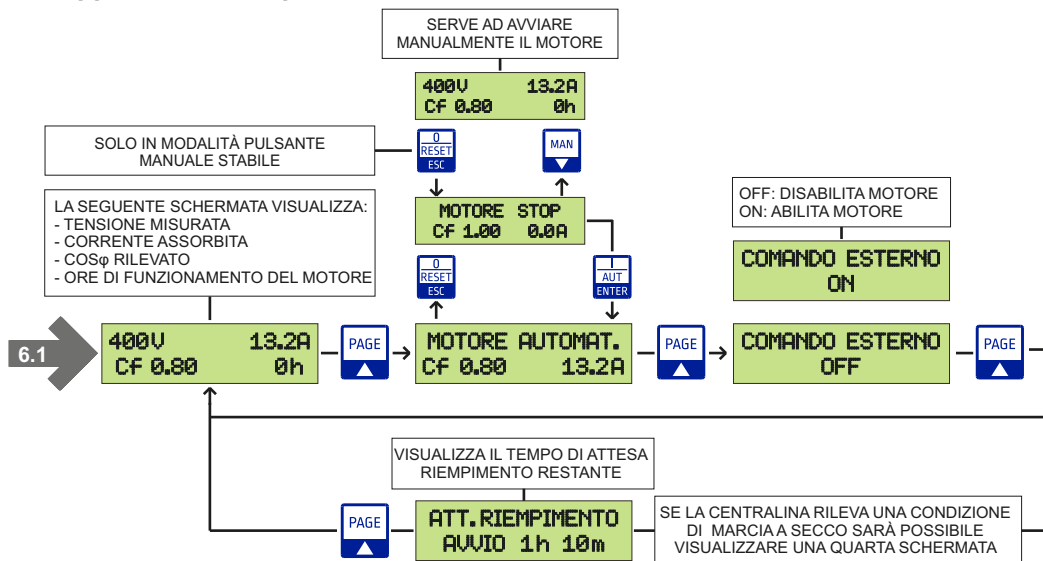 SERVE AD AVVIARE
MANUALMENTE IL MOTORE
400V 13.2A
Cf 0.80 0h
SOLO IN MODALITÀ PULSANTE
MANUALE STABILE
0
RESET
ESC
MAN
LA SEGUENTE SCHERMATA VISUALIZZA:
- TENSIONE MISURATA
- CORRENTE ASSORBITA
- COSφ RILEVATO
- ORE DI FUNZIONAMENTO DEL MOTORE
MOTORE STOP
Cf 1.00 0.0A
OFF: DISABILITA MOTORE
ON: ABILITA MOTORE
COMANDO ESTERNO
ON
0
RESET
ESC
I
AUT
ENTER
6.1
400V 13.2A
Cf 0.80 0h
PAGE
MOTORE AUTOMAT.
Cf 0.80 13.2A
PAGE
COMANDO ESTERNO
OFF
PAGE
VISUALIZZA IL TEMPO DI ATTESA
RIEMPIMENTO RESTANTE
PAGE
ATT.RIEMPIMENTO
AVVIO 1h 10m
SE LA CENTRALINA RILEVA UNA CONDIZIONE
DI MARCIA A SECCO SARÀ POSSIBILE
VISUALIZZARE UNA QUARTA SCHERMATA